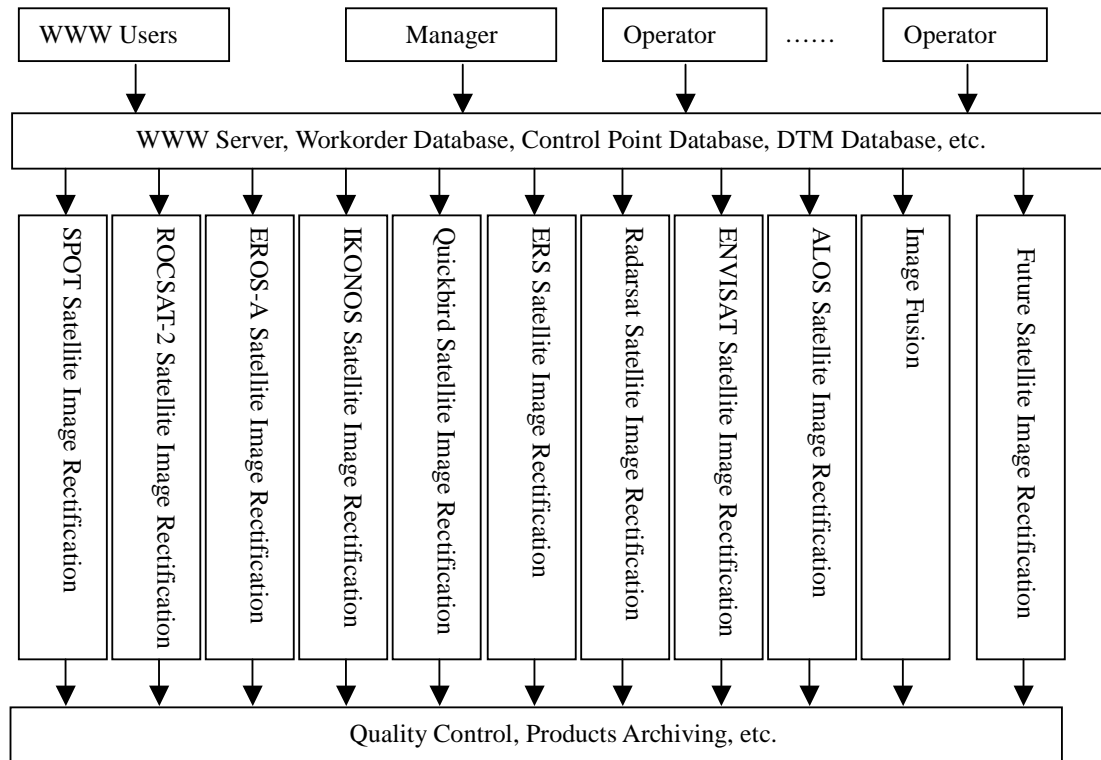 WWW Users
Manager
Operator
……
Operator
WWW Server, Workorder Database, Control Point Database, DTM Database, etc.
SPOT Satellite Image Rectification
ROCSAT-2 Satellite Image Rectification
EROS-A Satellite Image Rectification
IKONOS Satellite Image Rectification
Quickbird Satellite Image Rectification
ERS Satellite Image Rectification
Radarsat Satellite Image Rectification
ENVISAT Satellite Image Rectification
ALOS Satellite Image Rectification
Image Fusion
Future Satellite Image Rectification
Quality Control, Products Archiving, etc.